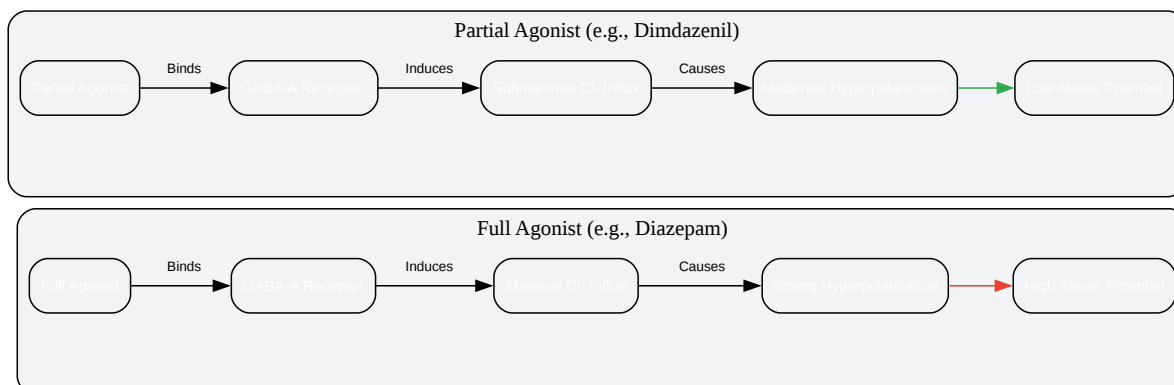 Partial Agonist (e.g., Dimdazenil)
Binds
Induces
Causes
Partial Agonist
GABA-A Receptor
Submaximal Cl- Influx
Moderate Hyperpolarization
Low Abuse Potential
Full Agonist (e.g., Diazepam)
Binds
Induces
Causes
Full Agonist
GABA-A Receptor
Maximal Cl- Influx
Strong Hyperpolarization
High Abuse Potential